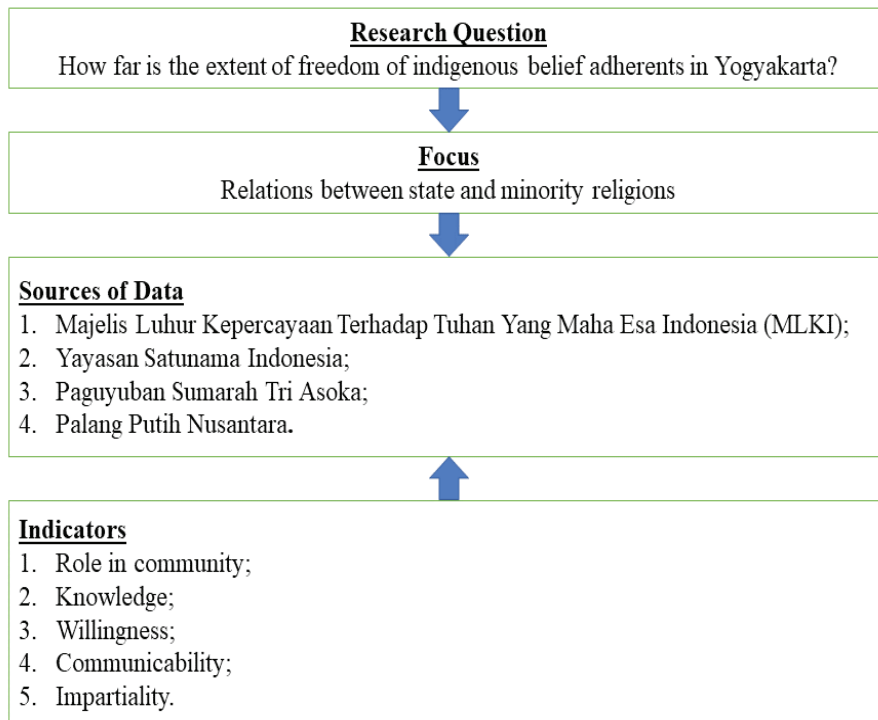 Research Question
How far is the extent of freedom of indigenous belief adherents in Yogyakarta?
Focus
Relations between state and minority religions
Sources of Data
1. Majelis Luhur Kepercayaan Terhadap Tuhan Yang Maha Esa Indonesia (MLKI);
2. Yayasan Satunama Indonesia;
3. Paguyuban Sumarah Tri Asoka;
4. Palang Putih Nusantara.
Indicators
1. Role in community;
2. Knowledge;
3. Willingness;
4. Communicability;
5. Impartiality.